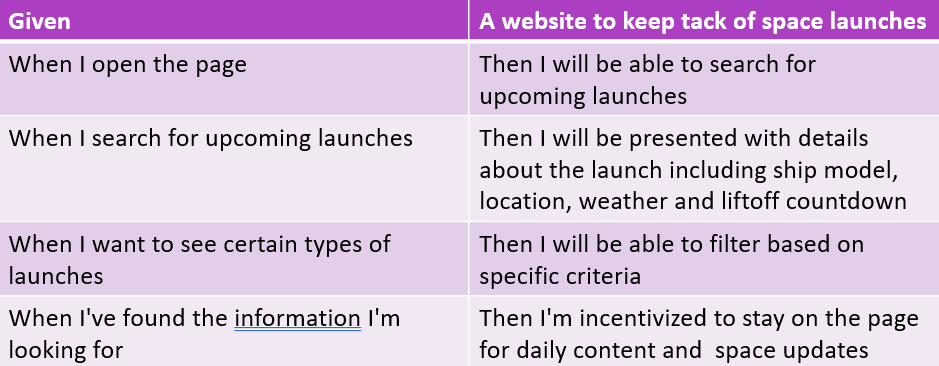 Given
A website to keep tack of space launches
When I open the page
Then I will be able to search for
upcoming launches
When I search for upcoming launches
Then I will be presented with details
about the launch including ship model,
location, weather and liftoff countdown
When I want to see certain types of
launches
Then I will be able to filter based on
specific criteria
When I've found the information I'm
looking for
Then I'm incentivized to stay on the page
for daily content and  space updates